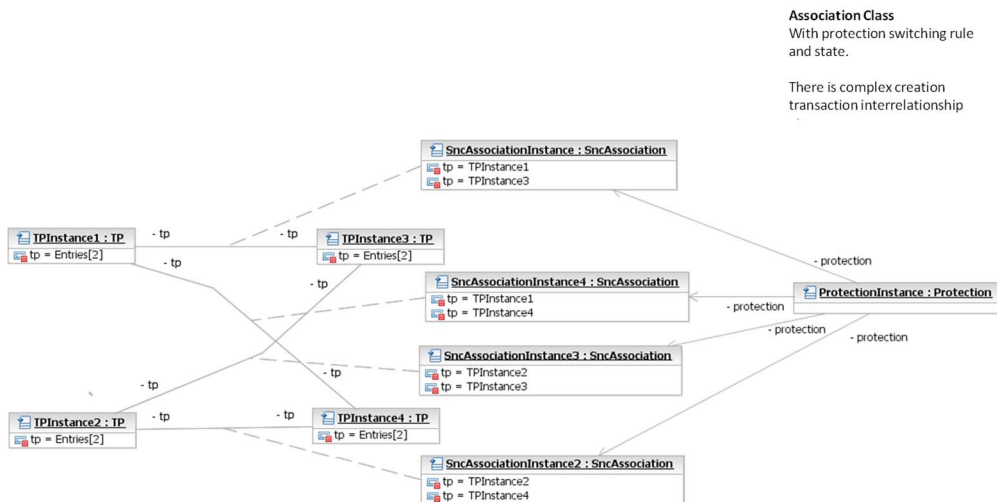 Association Class
With protection switching rule
and state.
There is complex creation
transaction interrelationship
SncAssociationInstance : SncAssociation
tp = TPInstance1
tp = TPInstance3
- tp
- tp
TPInstance1 : TP
tp = Entries[2]
TPInstance3 : TP
tp = Entries[2]
- tp
- protection
- tp
SncAssociationInstance4 : SncAssociation
tp = TPInstance1
tp = TPInstance4
ProtectionInstance : Protection
- protection
- protection
- protection
SncAssociationInstance3 : SncAssociation
tp = TPInstance2
tp = TPInstance3
- tp
- tp
- tp
- tp
TPInstance2 : TP
tp = Entries[2]
TPInstance4 : TP
tp = Entries[2]
SncAssociationInstance2 : SncAssociation
tp = TPInstance2
tp = TPInstance4